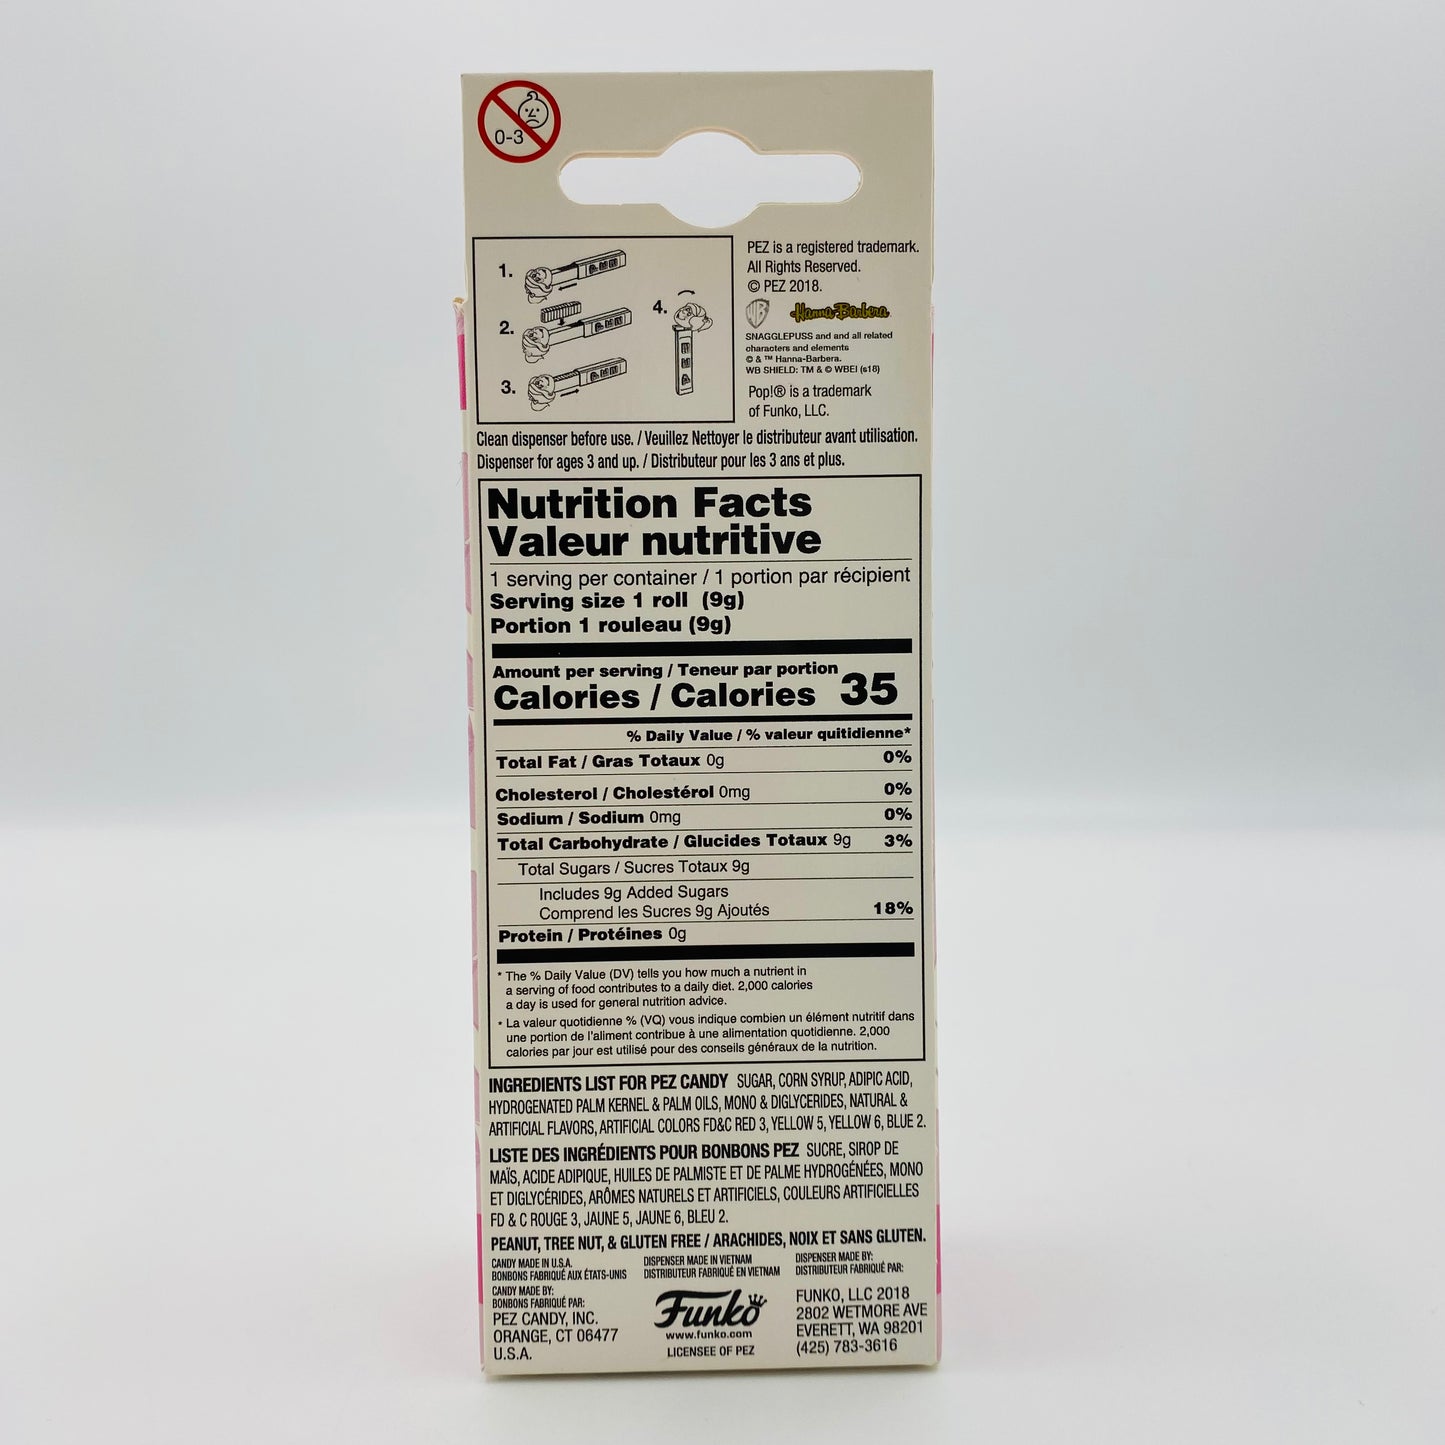 0-3
1.
2.
3.
4.
PEZ is a registered trademark.
All Rights Reserved.
© PEZ 2018.
WB
Hanna-Barbera
SNAGGLEPUSS and and all related
characters and elements
© & ™ Hanna-Barbera.
WB SHIELD: TM & © WBEI (s18)
Pop!® is a trademark
of Funko, LLC.
Clean dispenser before use. / Veuillez Nettoyer le distributeur avant utilisation.
Dispenser for ages 3 and up. / Distributeur pour les 3 ans et plus.
Nutrition Facts
Valeur nutritive
1 serving per container / 1 portion par récipient
Serving size 1 roll (9g)
Portion 1 rouleau (9g)
Amount per serving / Teneur par portion
Calories / Calories 35
% Daily Value / % valeur quitidienne*
Total Fat / Gras Totaux 0g 0%
Cholesterol / Cholestérol 0mg 0%
Sodium / Sodium 0mg 0%
Total Carbohydrate / Glucides Totaux 9g 3%
Total Sugars / Sucres Totaux 9g
Includes 9g Added Sugars
Comprend les Sucres 9g Ajoutés 18%
Protein / Protéines 0g
* The % Daily Value (DV) tells you how much a nutrient in
a serving of food contributes to a daily diet. 2,000 calories
a day is used for general nutrition advice.
* La valeur quotidienne % (VQ) vous indique combien un élément nutritif dans
une portion de l'aliment contribue à une alimentation quotidienne. 2,000
calories par jour est utilisé pour des conseils généraux de la nutrition.
INGREDIENTS LIST FOR PEZ CANDY SUGAR, CORN SYRUP, ADIPIC ACID,
HYDROGENATED PALM KERNEL & PALM OILS, MONO & DIGLYCERIDES, NATURAL &
ARTIFICIAL FLAVORS, ARTIFICIAL COLORS FD&C RED 3, YELLOW 5, YELLOW 6, BLUE 2.
LISTE DES INGRÉDIENTS POUR BONBONS PEZ SUCRE, SIROP DE
MAÏS, ACIDE ADIPIQUE, HUILES DE PALMISTE ET DE PALME HYDROGÉNÉES, MONO
ET DIGLYCÉRIDES, ARÔMES NATURELS ET ARTIFICIELS, COULEURS ARTIFICIELLES
FD & C ROUGE 3, JAUNE 5, JAUNE 6, BLEU 2.
PEANUT, TREE NUT, & GLUTEN FREE / ARACHIDES, NOIX ET SANS GLUTEN.
CANDY MADE IN U.S.A.
BONBONS FABRIQUÉ AUX ÉTATS-UNIS
CANDY MADE BY:
BONBONS FABRIQUÉ PAR:
PEZ CANDY, INC.
ORANGE, CT 06477
U.S.A.
DISPENSER MADE IN VIETNAM
DISTRIBUTEUR FABRIQUÉ EN VIETNAM
Funko
www.funko.com
LICENSEE OF PEZ
DISPENSER MADE BY:
DISTRIBUTEUR FABRIQUÉ PAR:
FUNKO, LLC 2018
2802 WETMORE AVE
EVERETT, WA 98201
(425) 783-3616